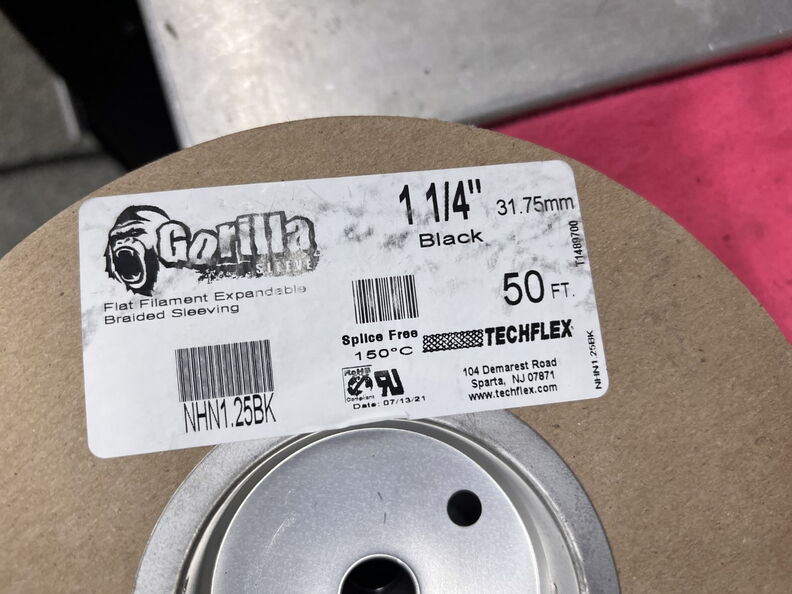 Gorilla
SLEEVE
Flat Filament Expandable
Braided Sleeving
NHN1.25BK
1 1/4" 31.75mm
Black
50 FT.
Splice Free
150°C
TECHFLEX
RoHS
Compliant
Date: 07/13/21
104 Demarest Road
Sparta, NJ 07871
www.techflex.com
T1489700
NHN1.25BK